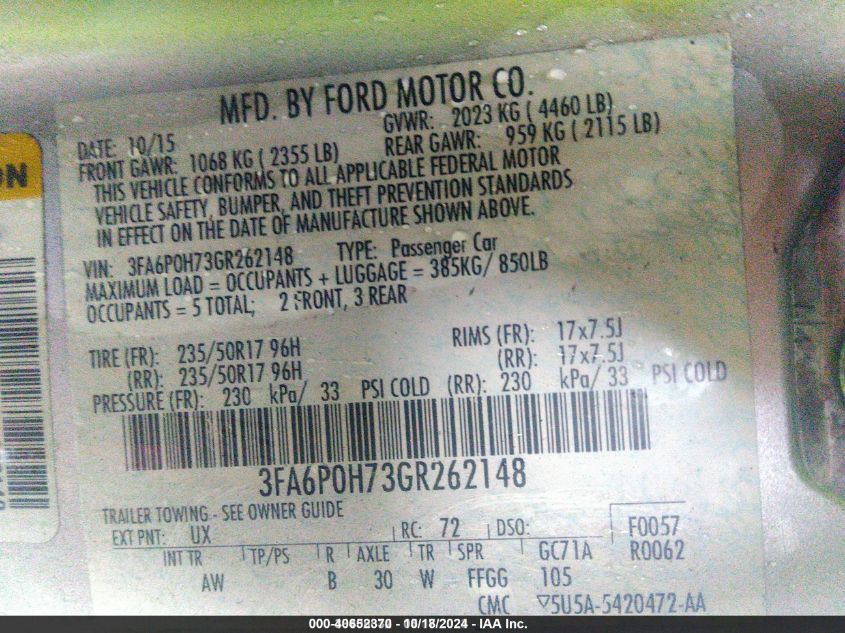 MFD. BY FORD MOTOR CO.
DATE: 10/15 GVWR: 2023 KG ( 4460 LB)
FRONT GAWR: 1068 KG ( 2355 LB) REAR GAWR: 959 KG ( 2115 LB)
THIS VEHICLE CONFORMS TO ALL APPLICABLE FEDERAL MOTOR
VEHICLE SAFETY, BUMPER, AND THEFT PREVENTION STANDARDS
IN EFFECT ON THE DATE OF MANUFACTURE SHOWN ABOVE.
VIN: 3FA6P0H73GR262148 TYPE: Passenger Car
MAXIMUM LOAD = OCCUPANTS + LUGGAGE = 385KG/ 850LB
OCCUPANTS = 5 TOTAL; 2 FRONT, 3 REAR
TIRE (FR): 235/50R17 96H RIMS (FR): 17x7.5J
(RR): 235/50R17 96H (RR): 17x7.5J
PRESSURE (FR): 230 kPa/ 33 PSI COLD (RR): 230 kPa/ 33 PSI COLD
3FA6P0H73GR262148
TRAILER TOWING - SEE OWNER GUIDE
EXT PNT: UX RC: 72 DSO: F0057
INT TR TP/PS R AXLE TR SPR GC71A R0062
AW B 30 W FFGG 105
CMC 5U5A-5420472-AA
ON
10/18/2024 - IAA Inc.